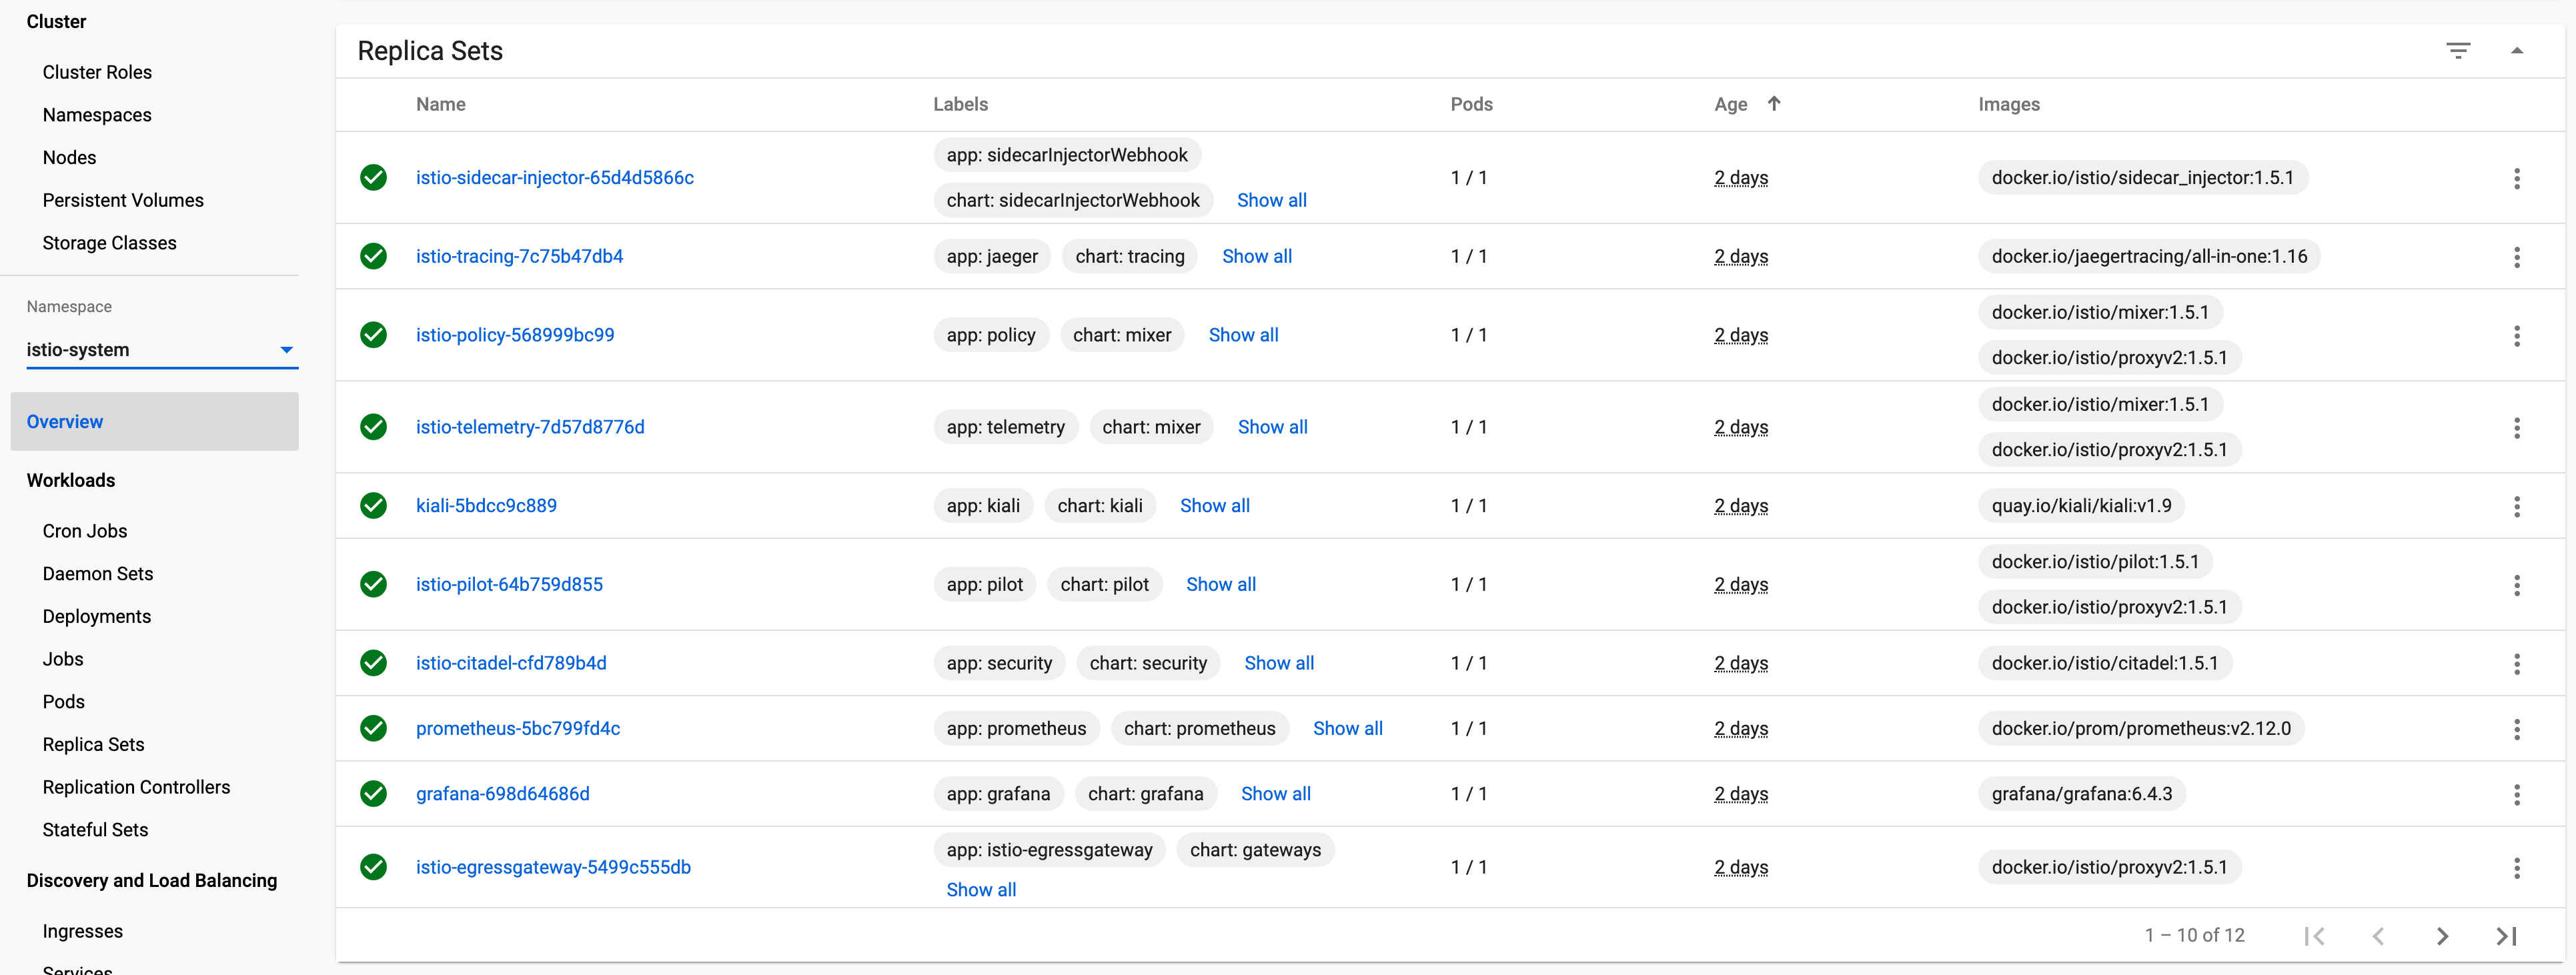 Cluster
Cluster Roles
Namespaces
Nodes
Persistent Volumes
Storage Classes
Namespace
istio-system
Overview
Workloads
Cron Jobs
Daemon Sets
Deployments
Jobs
Pods
Replica Sets
Replication Controllers
Stateful Sets
Discovery and Load Balancing
Ingresses
Services
Replica Sets
Name Labels Pods Age Images
istio-sidecar-injector-65d4d5866c app: sidecarInjectorWebhook chart: sidecarInjectorWebhook Show all 1 / 1 2 days docker.io/istio/sidecar_injector:1.5.1
istio-tracing-7c75b47db4 app: jaeger chart: tracing Show all 1 / 1 2 days docker.io/jaegertracing/all-in-one:1.16
istio-policy-568999bc99 app: policy chart: mixer Show all 1 / 1 2 days docker.io/istio/mixer:1.5.1 docker.io/istio/proxyv2:1.5.1
istio-telemetry-7d57d8776d app: telemetry chart: mixer Show all 1 / 1 2 days docker.io/istio/mixer:1.5.1 docker.io/istio/proxyv2:1.5.1
kiali-5bdcc9c889 app: kiali chart: kiali Show all 1 / 1 2 days quay.io/kiali/kiali:v1.9
istio-pilot-64b759d855 app: pilot chart: pilot Show all 1 / 1 2 days docker.io/istio/pilot:1.5.1 docker.io/istio/proxyv2:1.5.1
istio-citadel-cfd789b4d app: security chart: security Show all 1 / 1 2 days docker.io/istio/citadel:1.5.1
prometheus-5bc799fd4c app: prometheus chart: prometheus Show all 1 / 1 2 days docker.io/prom/prometheus:v2.12.0
grafana-698d64686d app: grafana chart: grafana Show all 1 / 1 2 days grafana/grafana:6.4.3
istio-egressgateway-5499c555db app: istio-egressgateway chart: gateways Show all 1 / 1 2 days docker.io/istio/proxyv2:1.5.1
1 – 10 of 12